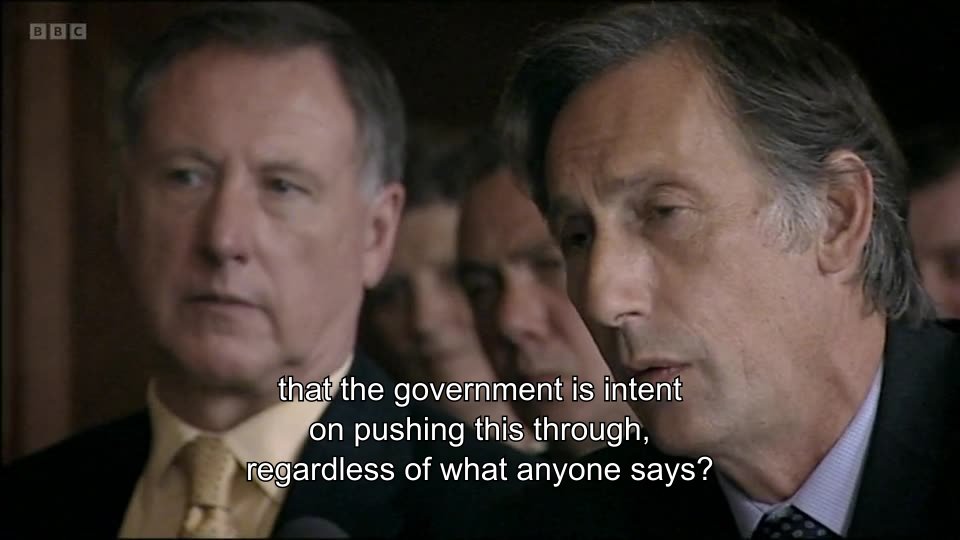 BBC
that the government is intent
on pushing this through,
regardless of what anyone says?